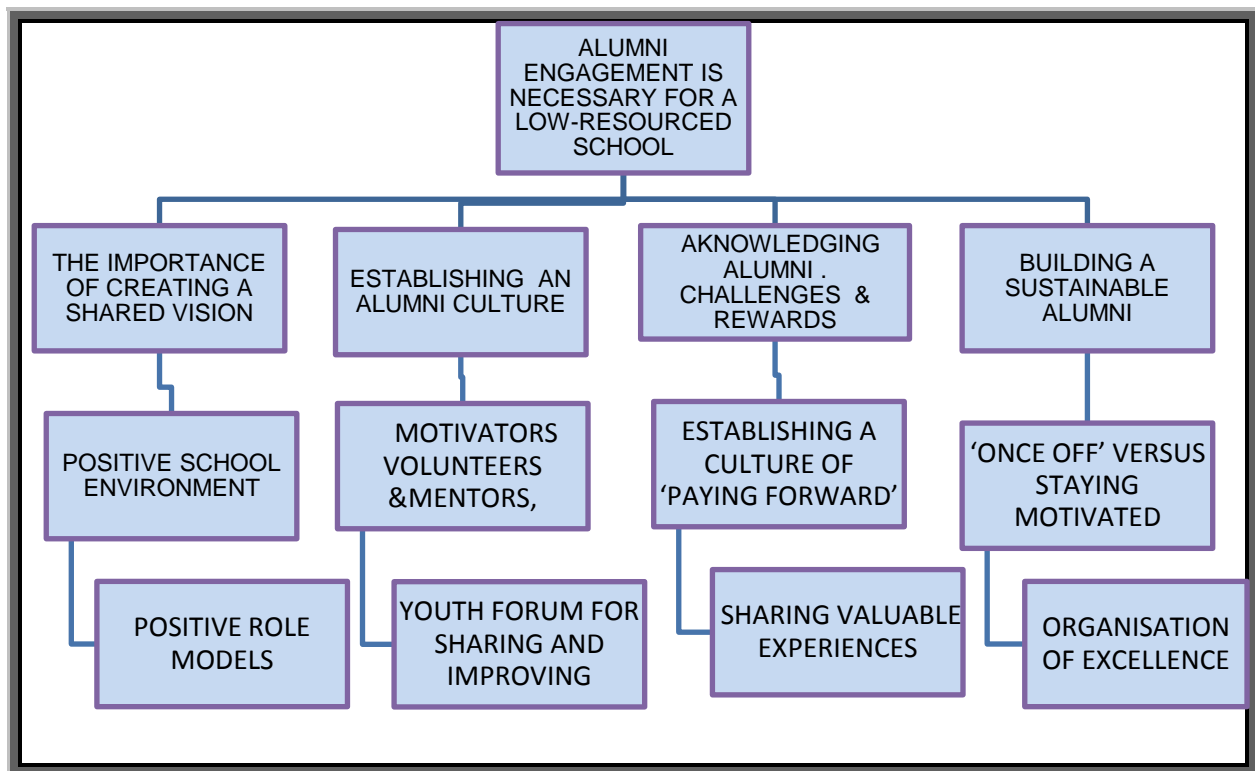 ALUMNI
ENGAGEMENT IS
NECESSARY FOR A
LOW-RESOURCED
SCHOOL
THE IMPORTANCE
OF CREATING A
SHARED VISION
ESTABLISHING AN
ALUMNI CULTURE
AKNOWLEDGING
ALUMNI .
CHALLENGES &
REWARDS
BUILDING A
SUSTAINABLE
ALUMNI
POSITIVE SCHOOL
ENVIRONMENT
MOTIVATORS
VOLUNTEERS
&MENTORS,
ESTABLISHING A
CULTURE OF
‘PAYING FORWARD’
‘ONCE OFF’ VERSUS
STAYING
MOTIVATED
POSITIVE ROLE
MODELS
YOUTH FORUM FOR
SHARING AND
IMPROVING
SHARING VALUABLE
EXPERIENCES
ORGANISATION
OF EXCELLENCE